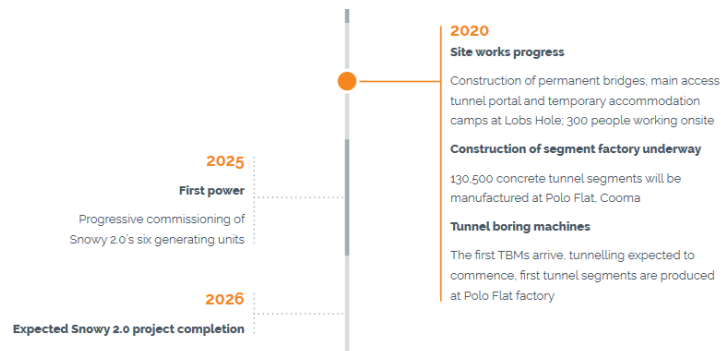 2020
Site works progress
Construction of permanent bridges, main access
tunnel portal and temporary accommodation
camps at Lobs Hole; 300 people working onsite
Construction of segment factory underway
130,500 concrete tunnel segments will be
manufactured at Polo Flat, Cooma
Tunnel boring machines
The first TBMs arrive, tunnelling expected to
commence, first tunnel segments are produced
at Polo Flat factory
2025
First power
Progressive commissioning of
Snowy 2.0's six generating units
2026
Expected Snowy 2.0 project completion